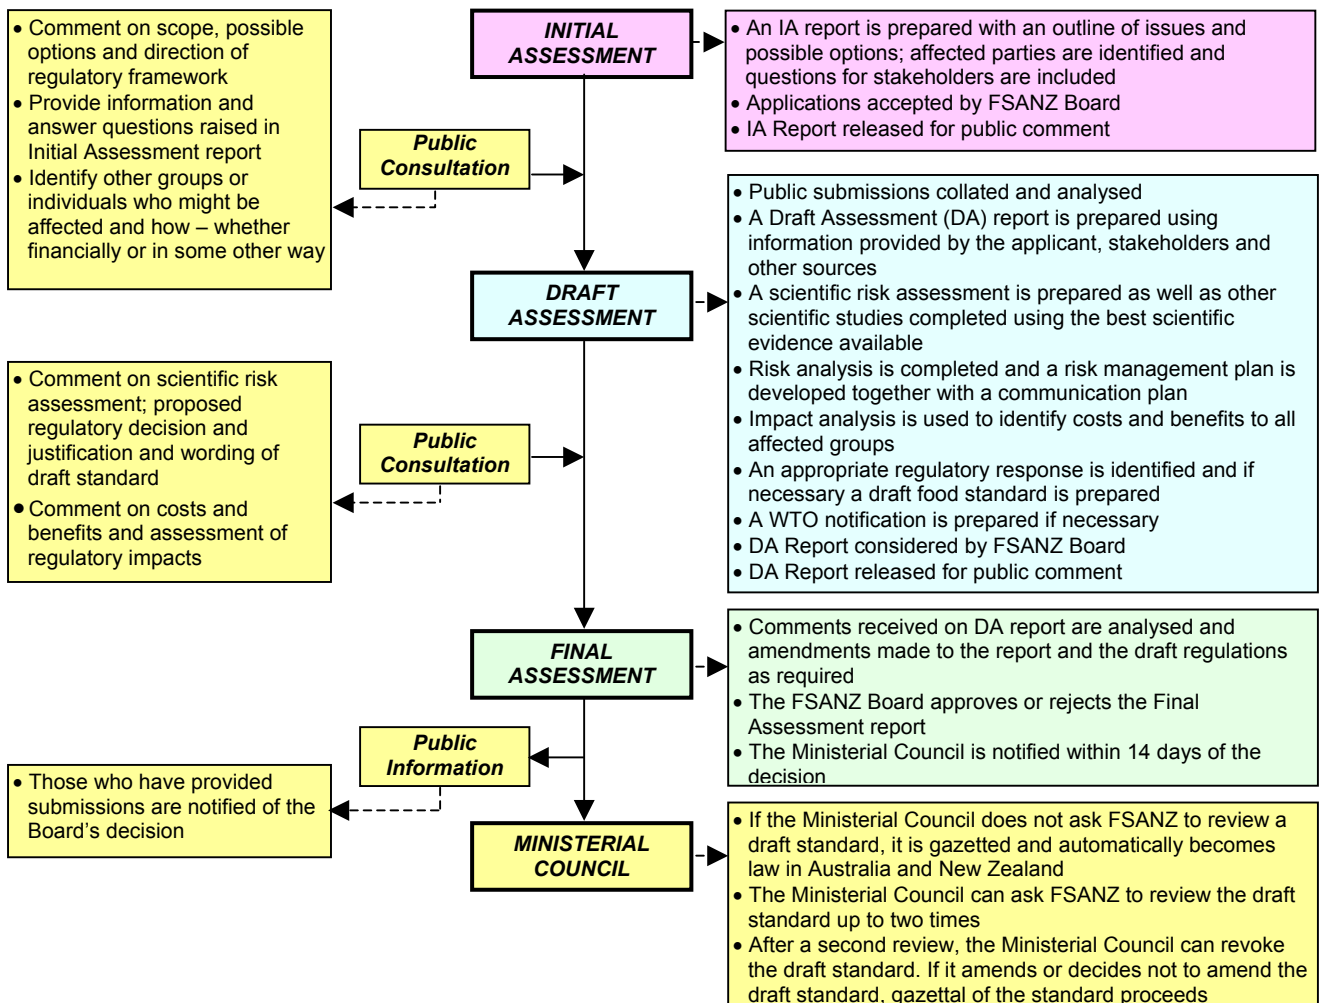 • Comment on scope, possible
options and direction of
regulatory framework
• Provide information and
answer questions raised in
Initial Assessment report
• Identify other groups or
individuals who might be
affected and how – whether
financially or in some other way
INITIAL
ASSESSMENT
• An IA report is prepared with an outline of issues and
possible options; affected parties are identified and
questions for stakeholders are included
• Applications accepted by FSANZ Board
• IA Report released for public comment
Public
Consultation
DRAFT
ASSESSMENT
• Public submissions collated and analysed
• A Draft Assessment (DA) report is prepared using
information provided by the applicant, stakeholders and
other sources
• A scientific risk assessment is prepared as well as other
scientific studies completed using the best scientific
evidence available
• Risk analysis is completed and a risk management plan is
developed together with a communication plan
• Impact analysis is used to identify costs and benefits to all
affected groups
• An appropriate regulatory response is identified and if
necessary a draft food standard is prepared
• A WTO notification is prepared if necessary
• DA Report considered by FSANZ Board
• DA Report released for public comment
• Comment on scientific risk
assessment; proposed
regulatory decision and
justification and wording of
draft standard
• Comment on costs and
benefits and assessment of
regulatory impacts
Public
Consultation
FINAL
ASSESSMENT
• Comments received on DA report are analysed and
amendments made to the report and the draft regulations
as required
• The FSANZ Board approves or rejects the Final
Assessment report
• The Ministerial Council is notified within 14 days of the
decision
Public
Information
• Those who have provided
submissions are notified of the
Board's decision
MINISTERIAL
COUNCIL
• If the Ministerial Council does not ask FSANZ to review a
draft standard, it is gazetted and automatically becomes
law in Australia and New Zealand
• The Ministerial Council can ask FSANZ to review the draft
standard up to two times
• After a second review, the Ministerial Council can revoke
the draft standard. If it amends or decides not to amend the
draft standard, gazettal of the standard proceeds